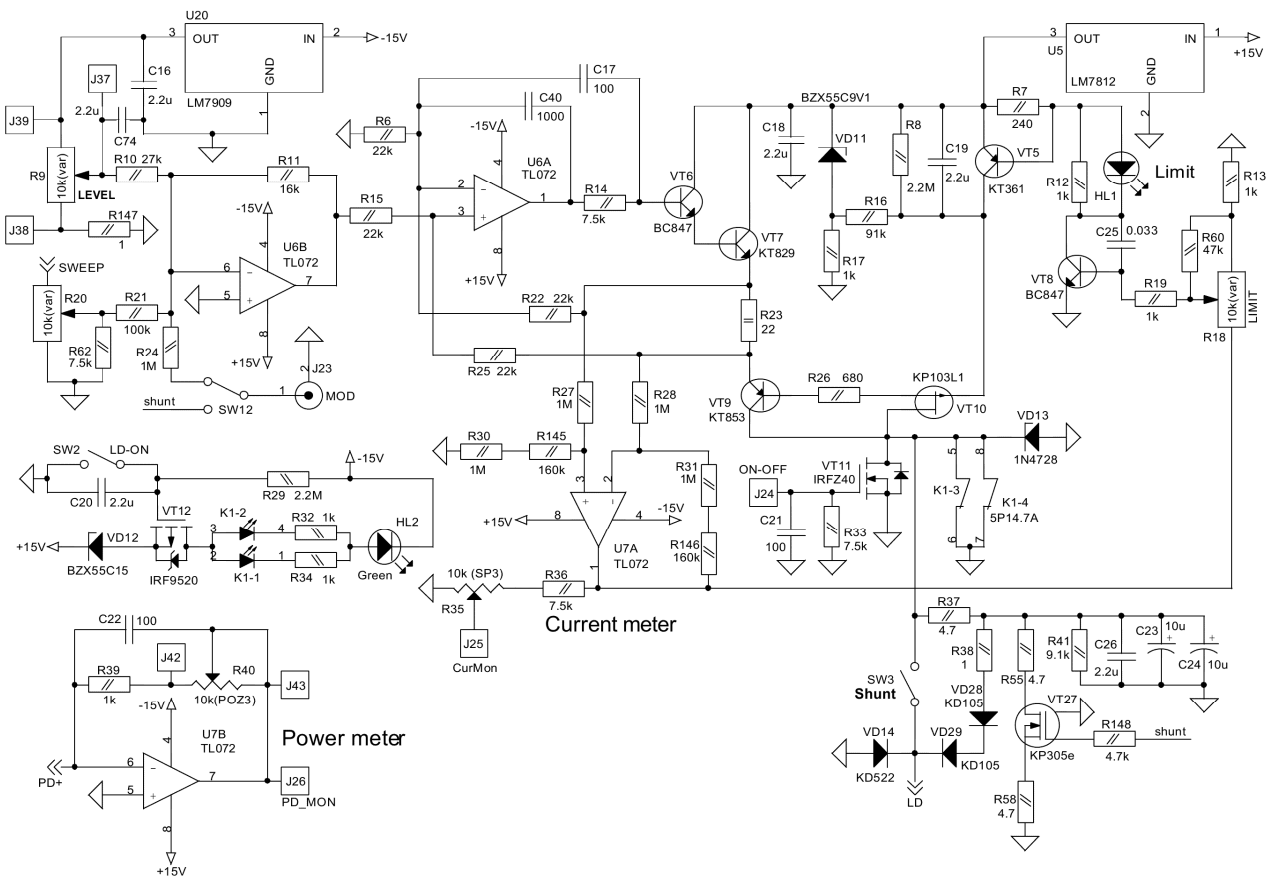 U20
3 OUT IN 2 -15V
GND
LM7909
1
C16
2.2u
J37
2.2u
C74
J39
R9
10k(var)
LEVEL
R10 27k
R11
16k
J38
R147
1
SWEEP
R20
10k(var)
R21
100k
R62
7.5k
R24
1M
-15V
4
U6B
TL072
6
5
7
8
+15V
shunt
SW12
1
2
J23
MOD
R6
22k
R15
22k
C17
100
C40
1000
-15V
4
U6A
TL072
2
3
1
8
+15V
R14
7.5k
VT6
BC847
VT7
KT829
C18
2.2u
BZX55C9V1
VD11
R8
2.2M
C19
2.2u
R16
91k
R17
1k
3 OUT IN 1
U5
GND
LM7812
+15V
2
R7
240
VT5
KT361
R12
1k
HL1
Limit
R13
1k
C25 0.033
R60
47k
VT8
BC847
R19
1k
10k(var)
LIMIT
R18
R22 22k
R23
22
R25 22k
R27
1M
R28
1M
VT9
KT853
R26 680
KP103L1
VT10
R30
1M
R145
160k
3
2
+15V
8
4
-15V
U7A
TL072
1
R31
1M
R146
160k
ON-OFF
J24
C21
100
VT11
IRFZ40
R33
7.5k
VD13
1N4728
5
8
K1-3
K1-4
5P14.7A
6
7
SW2 LD-ON
C20 2.2u
-15V
R29 2.2M
VT12
IRF9520
+15V
VD12
BZX55C15
K1-2
3
4
2
1
K1-1
R32 1k
R34 1k
HL2
Green
10k (SP3)
R35
R36
7.5k
J25
CurMon
Current meter
C22 100
R39
1k
J42
R40
10k(POZ3)
J43
-15V
4
U7B
TL072
Power meter
PD+
6
5
7
8
J26
PD_MON
+15V
R37
4.7
R38
1
R55 4.7
R41
9.1k
C26
2.2u
C23
10u
+
C24
10u
+
SW3
Shunt
VD28
KD105
VD14
KD522
VD29
KD105
LD
VT27
KP305e
R148
4.7k
shunt
R58
4.7